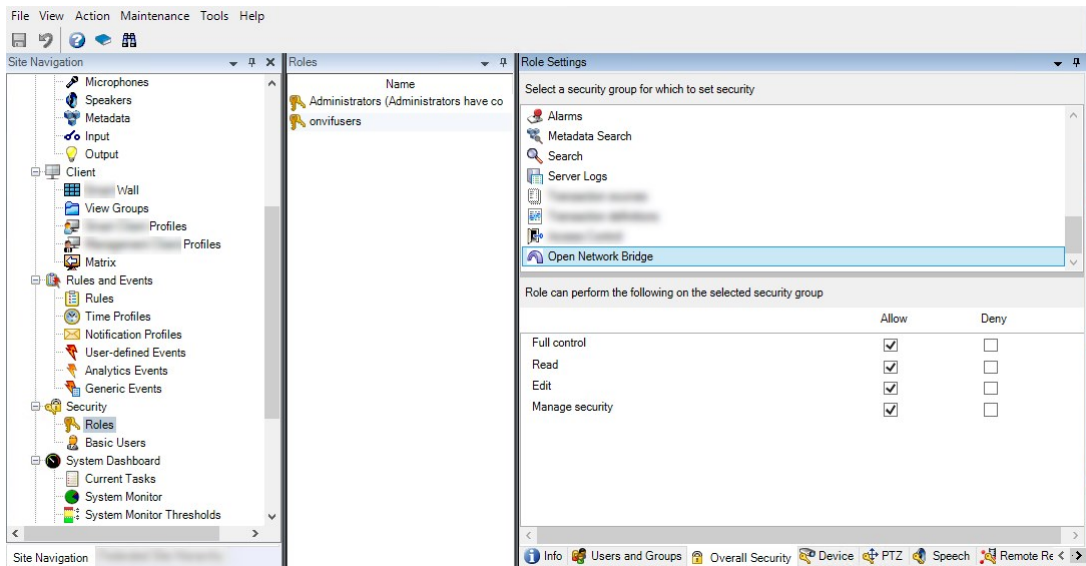 File View Action Maintenance Tools Help
Site Navigation
Microphones
Speakers
Metadata
Input
Output
Client
Wall
View Groups
Profiles
Profiles
Matrix
Rules and Events
Rules
Time Profiles
Notification Profiles
User-defined Events
Analytics Events
Generic Events
Security
Roles
Basic Users
System Dashboard
Current Tasks
System Monitor
System Monitor Thresholds
Site Navigation
Roles
Name
Administrators (Administrators have co
onvifusers
Role Settings
Select a security group for which to set security
Alarms
Metadata Search
Search
Server Logs
Open Network Bridge
Role can perform the following on the selected security group
Allow Deny
Full control
Read
Edit
Manage security
Info Users and Groups Overall Security Device PTZ Speech Remote Re